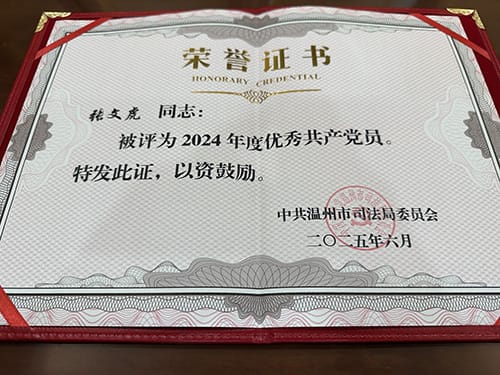 荣誉证书
HONORARY CREDENTIAL
张文虎 同志：
被评为2024年度优秀共产党员。
特发此证，以资鼓励。
中共温州市司法局委员会
二〇二五年六月